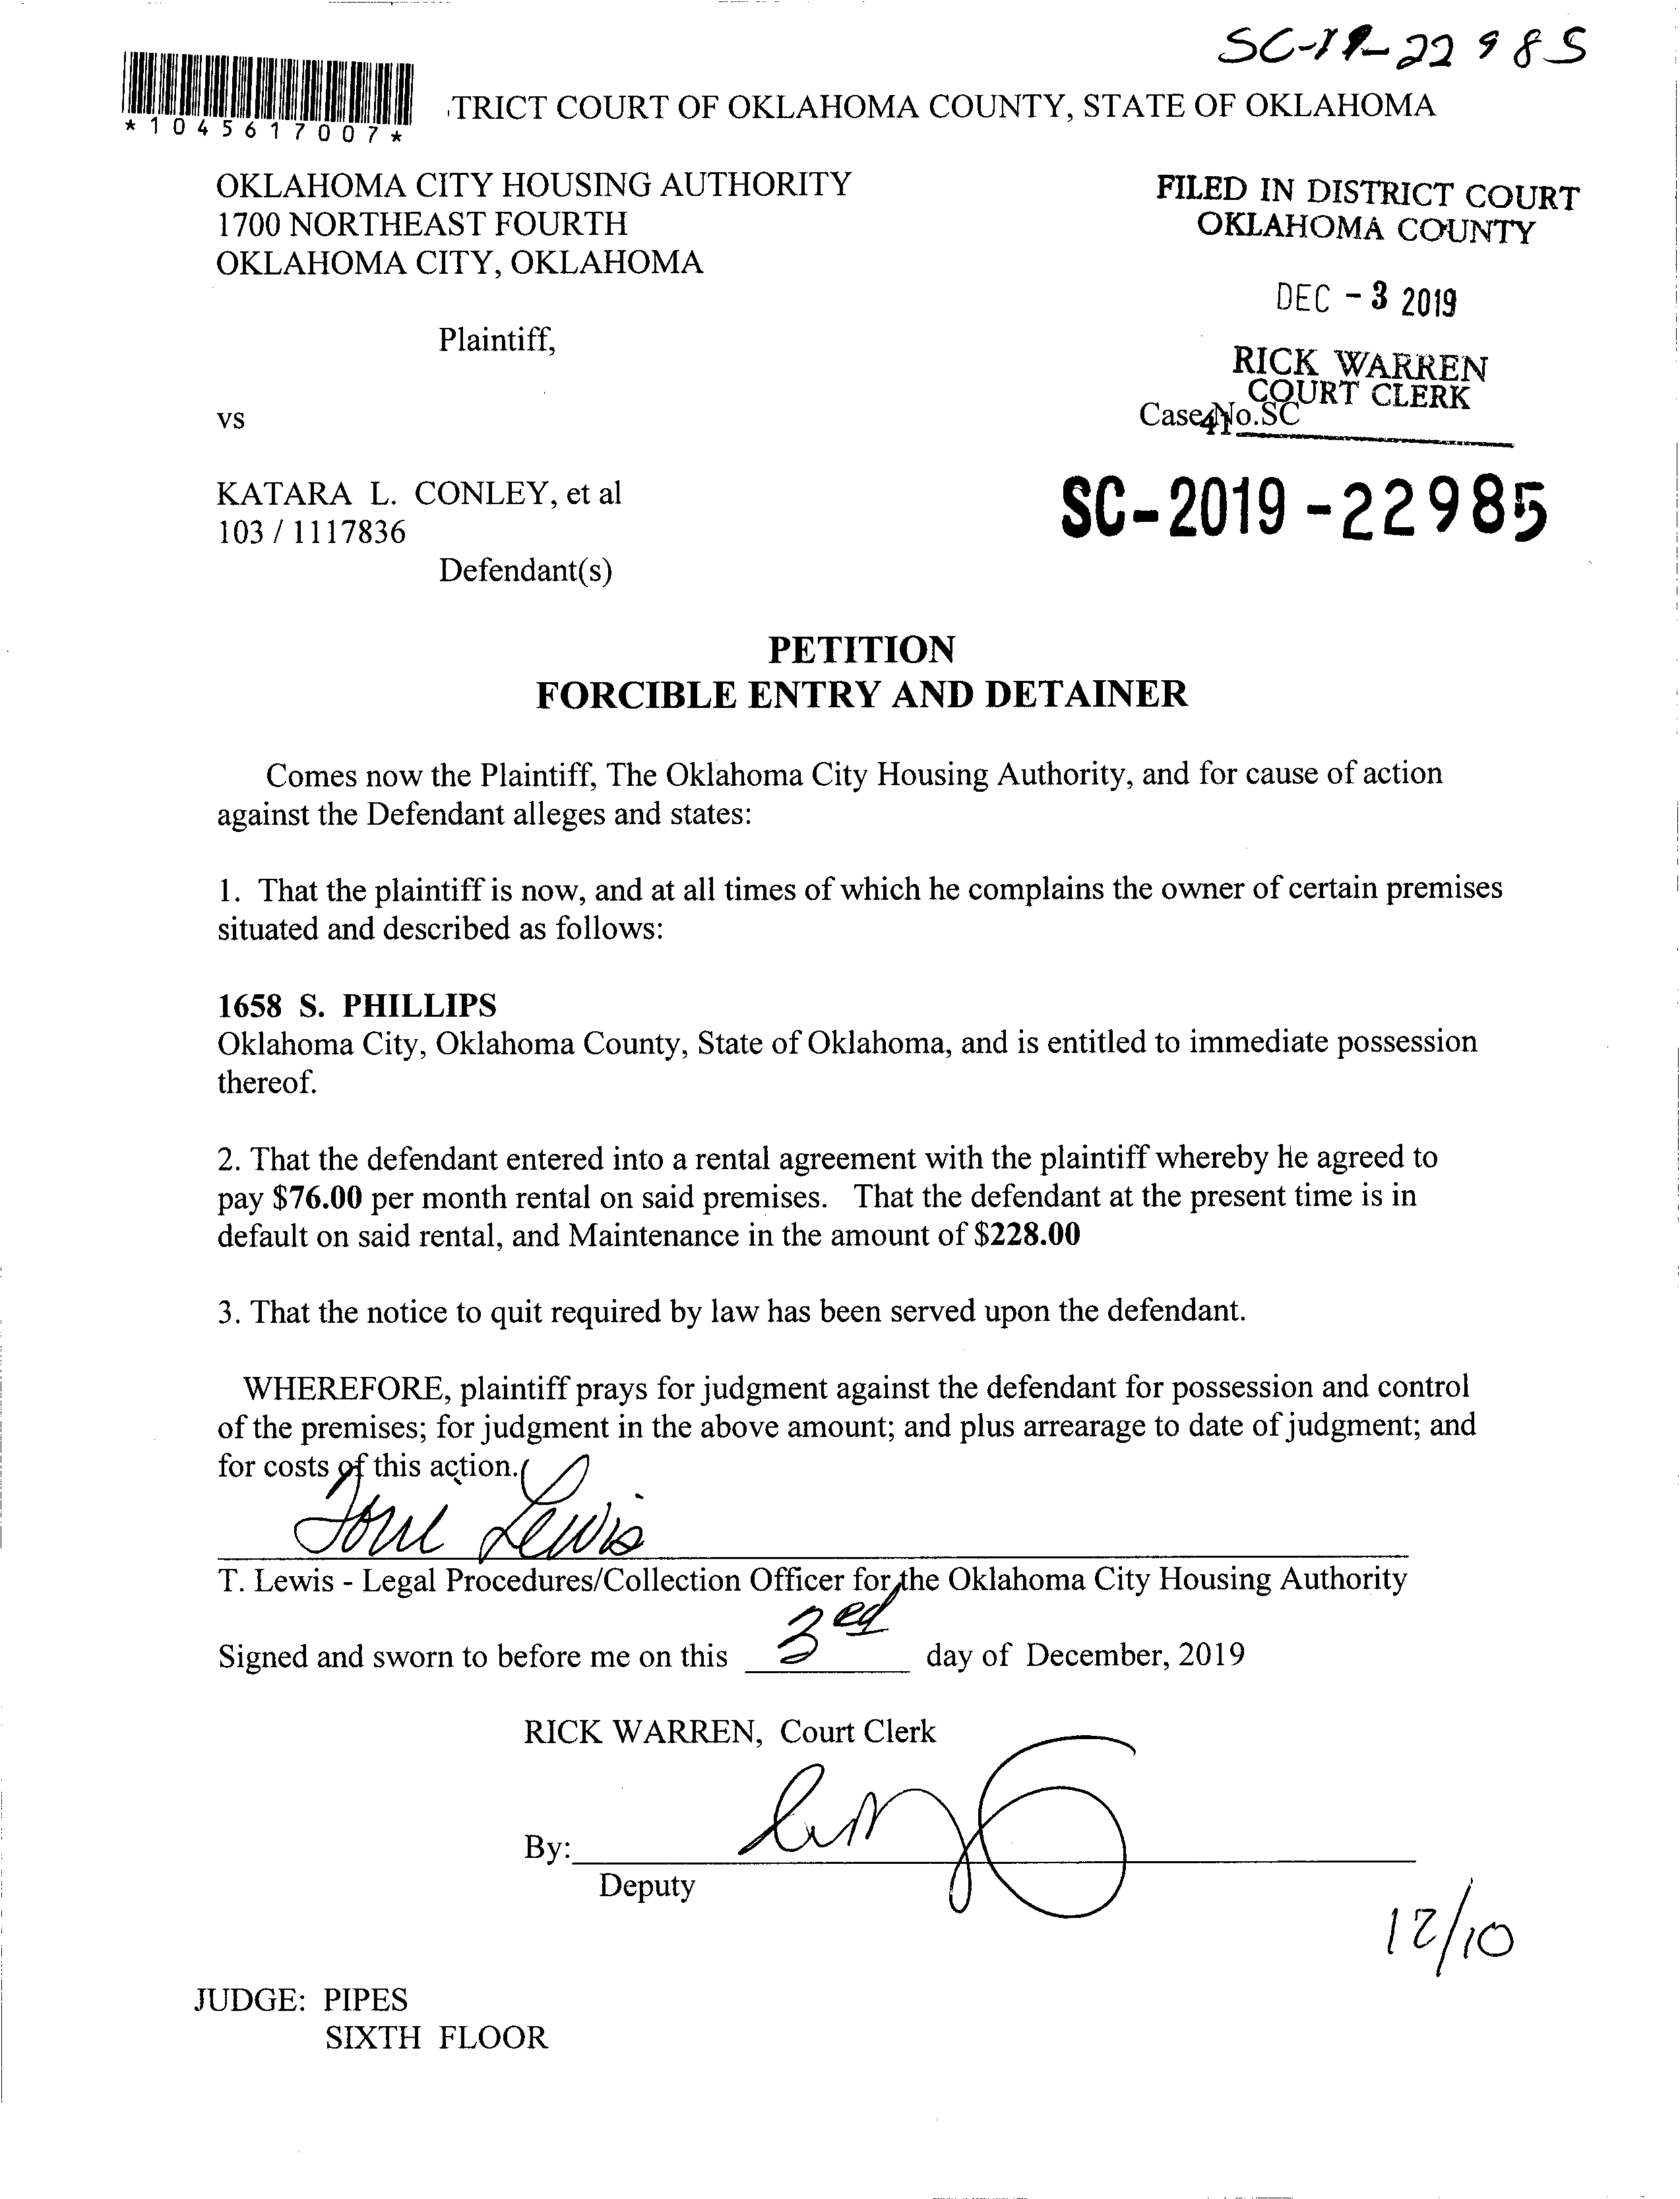 SC-19-22985
*1045617007*
TRICT COURT OF OKLAHOMA COUNTY, STATE OF OKLAHOMA
OKLAHOMA CITY HOUSING AUTHORITY
1700 NORTHEAST FOURTH
OKLAHOMA CITY, OKLAHOMA
FILED IN DISTRICT COURT
OKLAHOMA COUNTY
DEC - 3 2019
Plaintiff,
RICK WARREN
COURT CLERK
vs
Case No.SC
41
KATARA L. CONLEY, et al
103 / 1117836
SC-2019-22985
Defendant(s)
PETITION
FORCIBLE ENTRY AND DETAINER
Comes now the Plaintiff, The Oklahoma City Housing Authority, and for cause of action
against the Defendant alleges and states:
1. That the plaintiff is now, and at all times of which he complains the owner of certain premises
situated and described as follows:
1658 S. PHILLIPS
Oklahoma City, Oklahoma County, State of Oklahoma, and is entitled to immediate possession
thereof.
2. That the defendant entered into a rental agreement with the plaintiff whereby he agreed to
pay $76.00 per month rental on said premises. That the defendant at the present time is in
default on said rental, and Maintenance in the amount of $228.00
3. That the notice to quit required by law has been served upon the defendant.
WHEREFORE, plaintiff prays for judgment against the defendant for possession and control
of the premises; for judgment in the above amount; and plus arrearage to date of judgment; and
for costs of this action.
Lewis
T. Lewis - Legal Procedures/Collection Officer for the Oklahoma City Housing Authority
Signed and sworn to before me on this 3ed day of December, 2019
RICK WARREN, Court Clerk
By:
Deputy
12/10
JUDGE: PIPES
SIXTH FLOOR